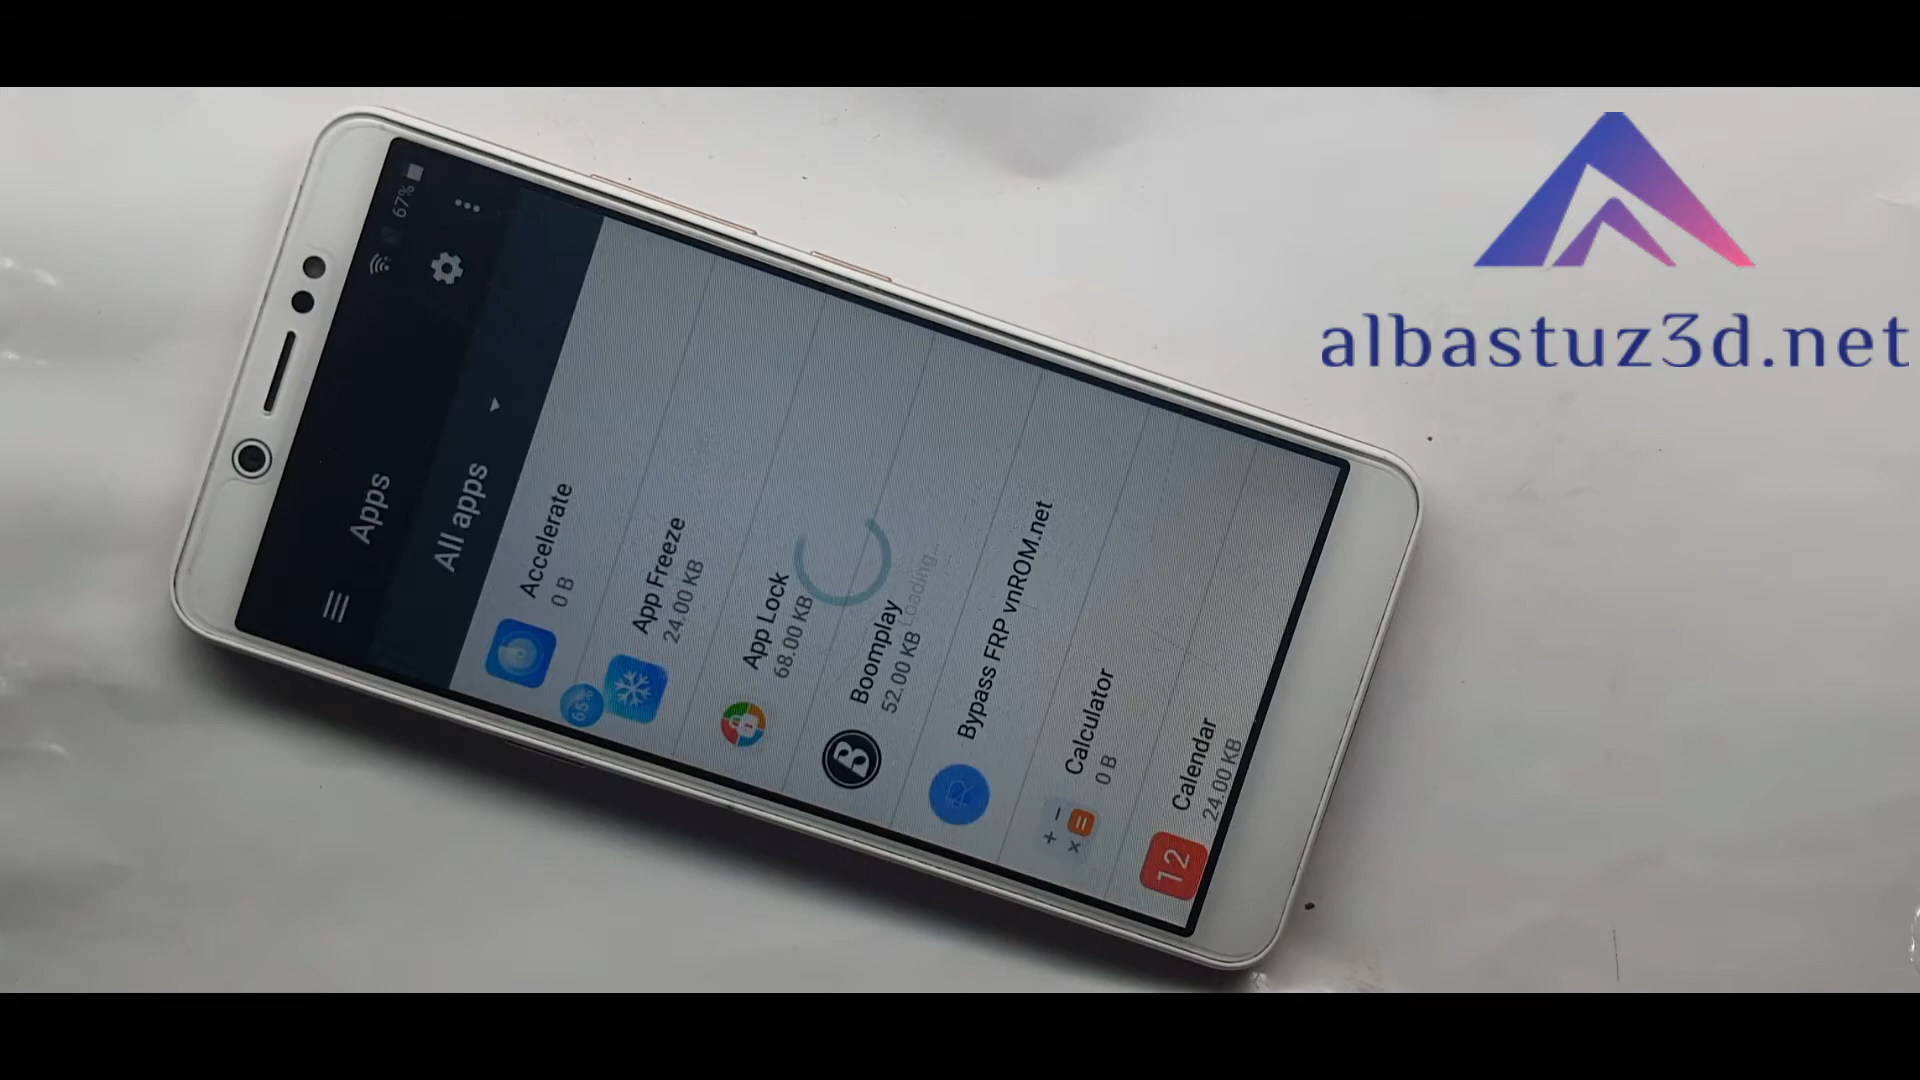 67%
Apps
All apps
Accelerate
0 B
65%
App Freeze
24.00 KB
App Lock
68.00 KB
Boomplay
52.00 KB
Loading...
Bypass FRP vnROM.net
Calculator
0 B
12
Calendar
24.00 KB
albastuz3d.net